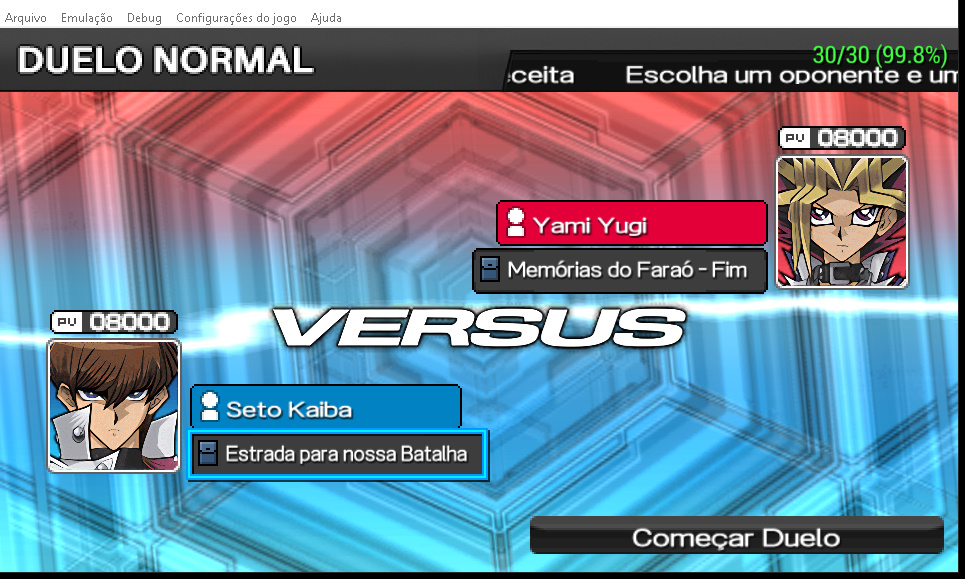 Arquivo Emulação Debug Configurações do jogo Ajuda
DUELO NORMAL
30/30 (99.8%)
ceita Escolha um oponente e um
PV 08000
Yami Yugi
Memórias do Faraó - Fim
VERSUS
PV 08000
Seto Kaiba
Estrada para nossa Batalha
Começar Duelo